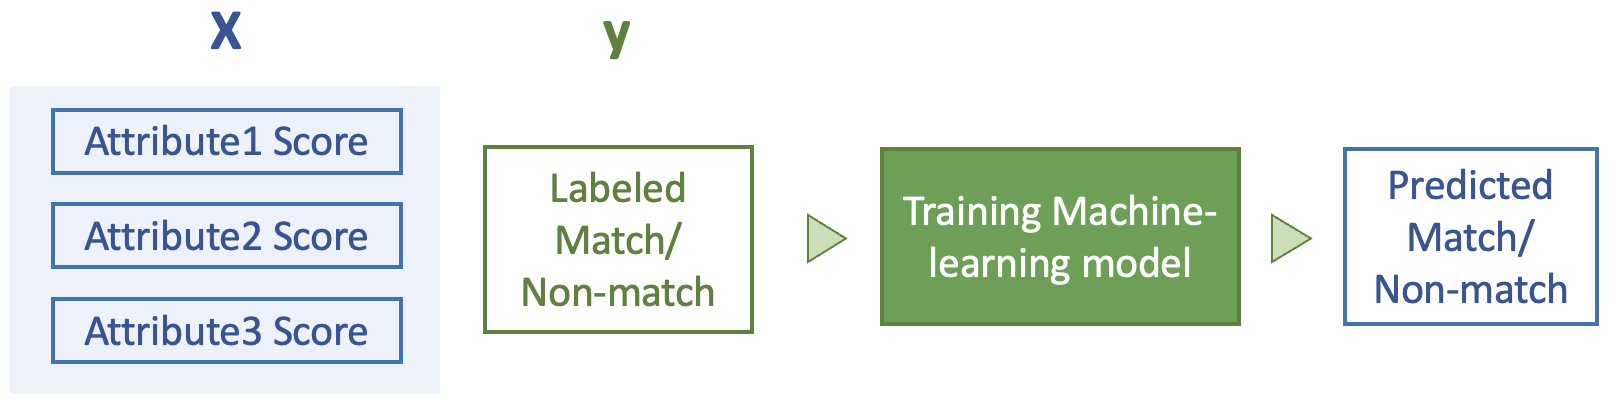 X
y
Attribute1 Score
Attribute2 Score
Attribute3 Score
Labeled
Match/
Non-match
Training Machine-
learning model
Predicted
Match/
Non-match